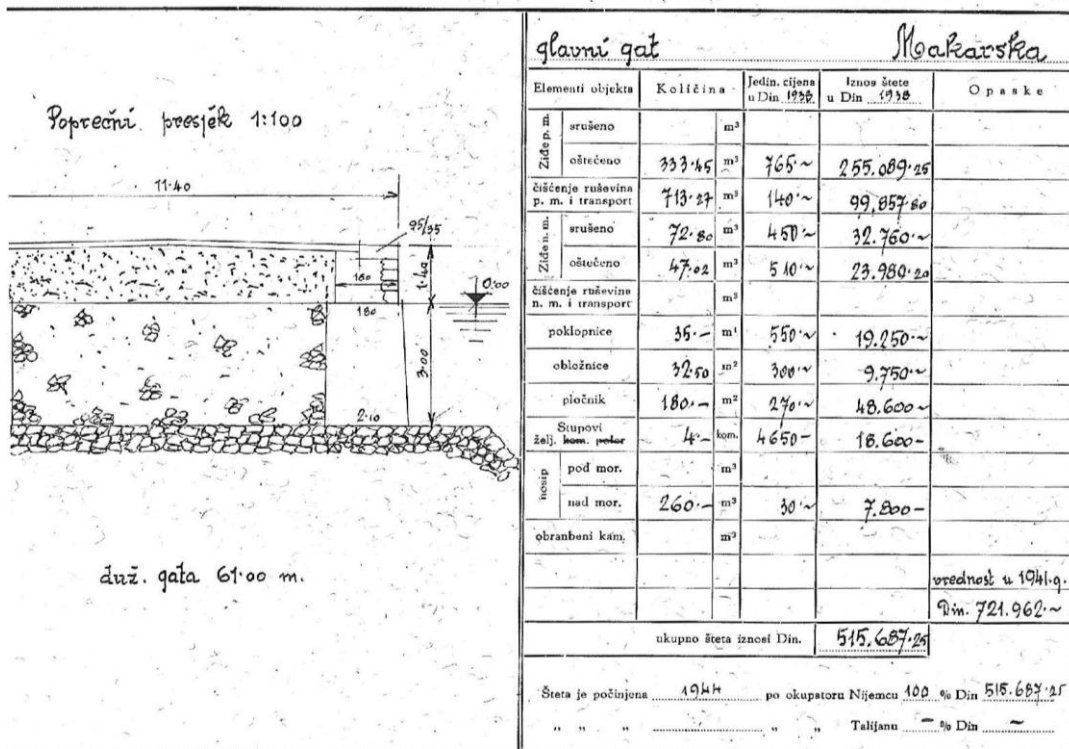 Poprečni presjek 1:100
11·40
95/35
180
1·40
0·00
180
3·00
2·10
duž. gata 61·00 m.
glavni gat Makarska
Elementi objekta Količina Jedin. cijena u Din 1938 Iznos štete u Din 1938 Opaske
Ziđe p. m. srušeno m³
oštećeno 333·45 m³ 765·~ 255.089·25
čišćenje ruševina p. m. i transport 713·27 m³ 140·~ 99.857·80
Ziđe n. m. srušeno 72·80 m³ 450·~ 32.760·~
oštećeno 47·02 m³ 510·~ 23.980·20
čišćenje ruševina n. m. i transport m³
poklopnice 35·– m¹ 550·~ 19.250·~
obložnice 32·50 m² 300·~ 9.750·~
pločnik 180·– m² 270·~ 48.600~
Stupovi želj. kom. 4·– kom. 4650– 18.600–
nosip pod mor. m³
nad mor. 260·– m³ 30·~ 7.800–
obranbeni kam. m³
vrednost u 1941.g.
Din. 721.962·~
ukupno šteta iznosi Din. 515.687·25
Šteta je počinjena 1944 po okupatoru Nijemcu 100 % Din 515.687·25
„ „ „ „ „ Talijanu – % Din ~